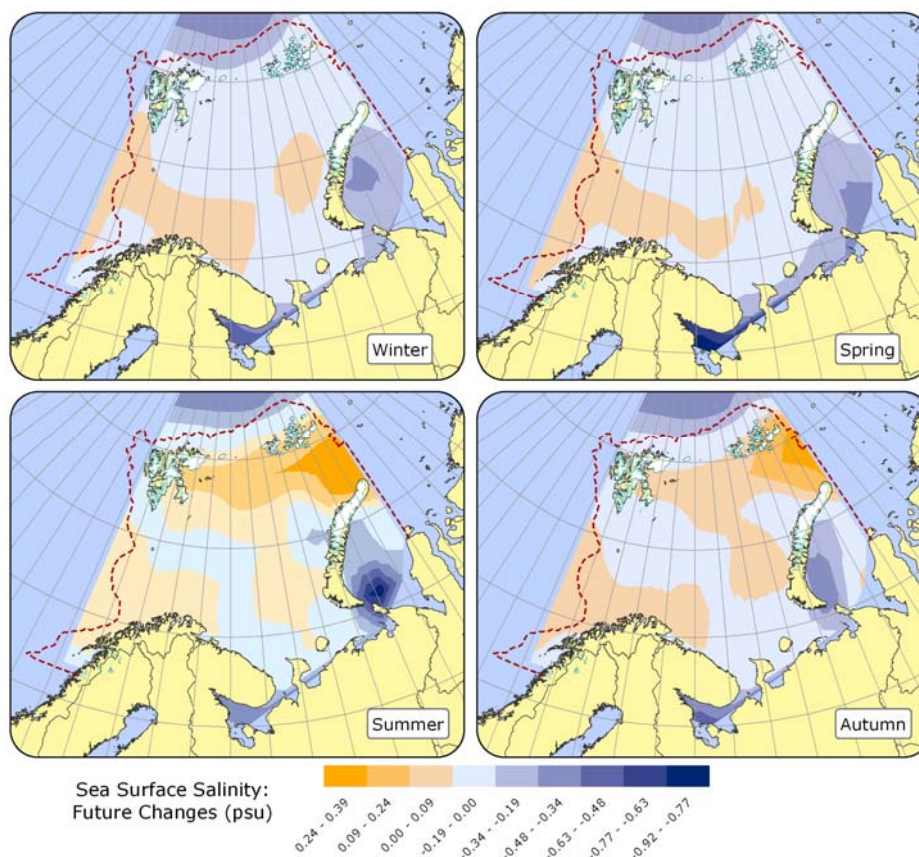 Winter
Spring
Summer
Autumn
Sea Surface Salinity:
Future Changes (psu)
0.24 - 0.39
0.09 - 0.24
0.00 - 0.09
-0.19 - 0.00
-0.34 - -0.19
-0.48 - -0.34
-0.63 - -0.48
-0.77 - -0.63
-0.92 - -0.77